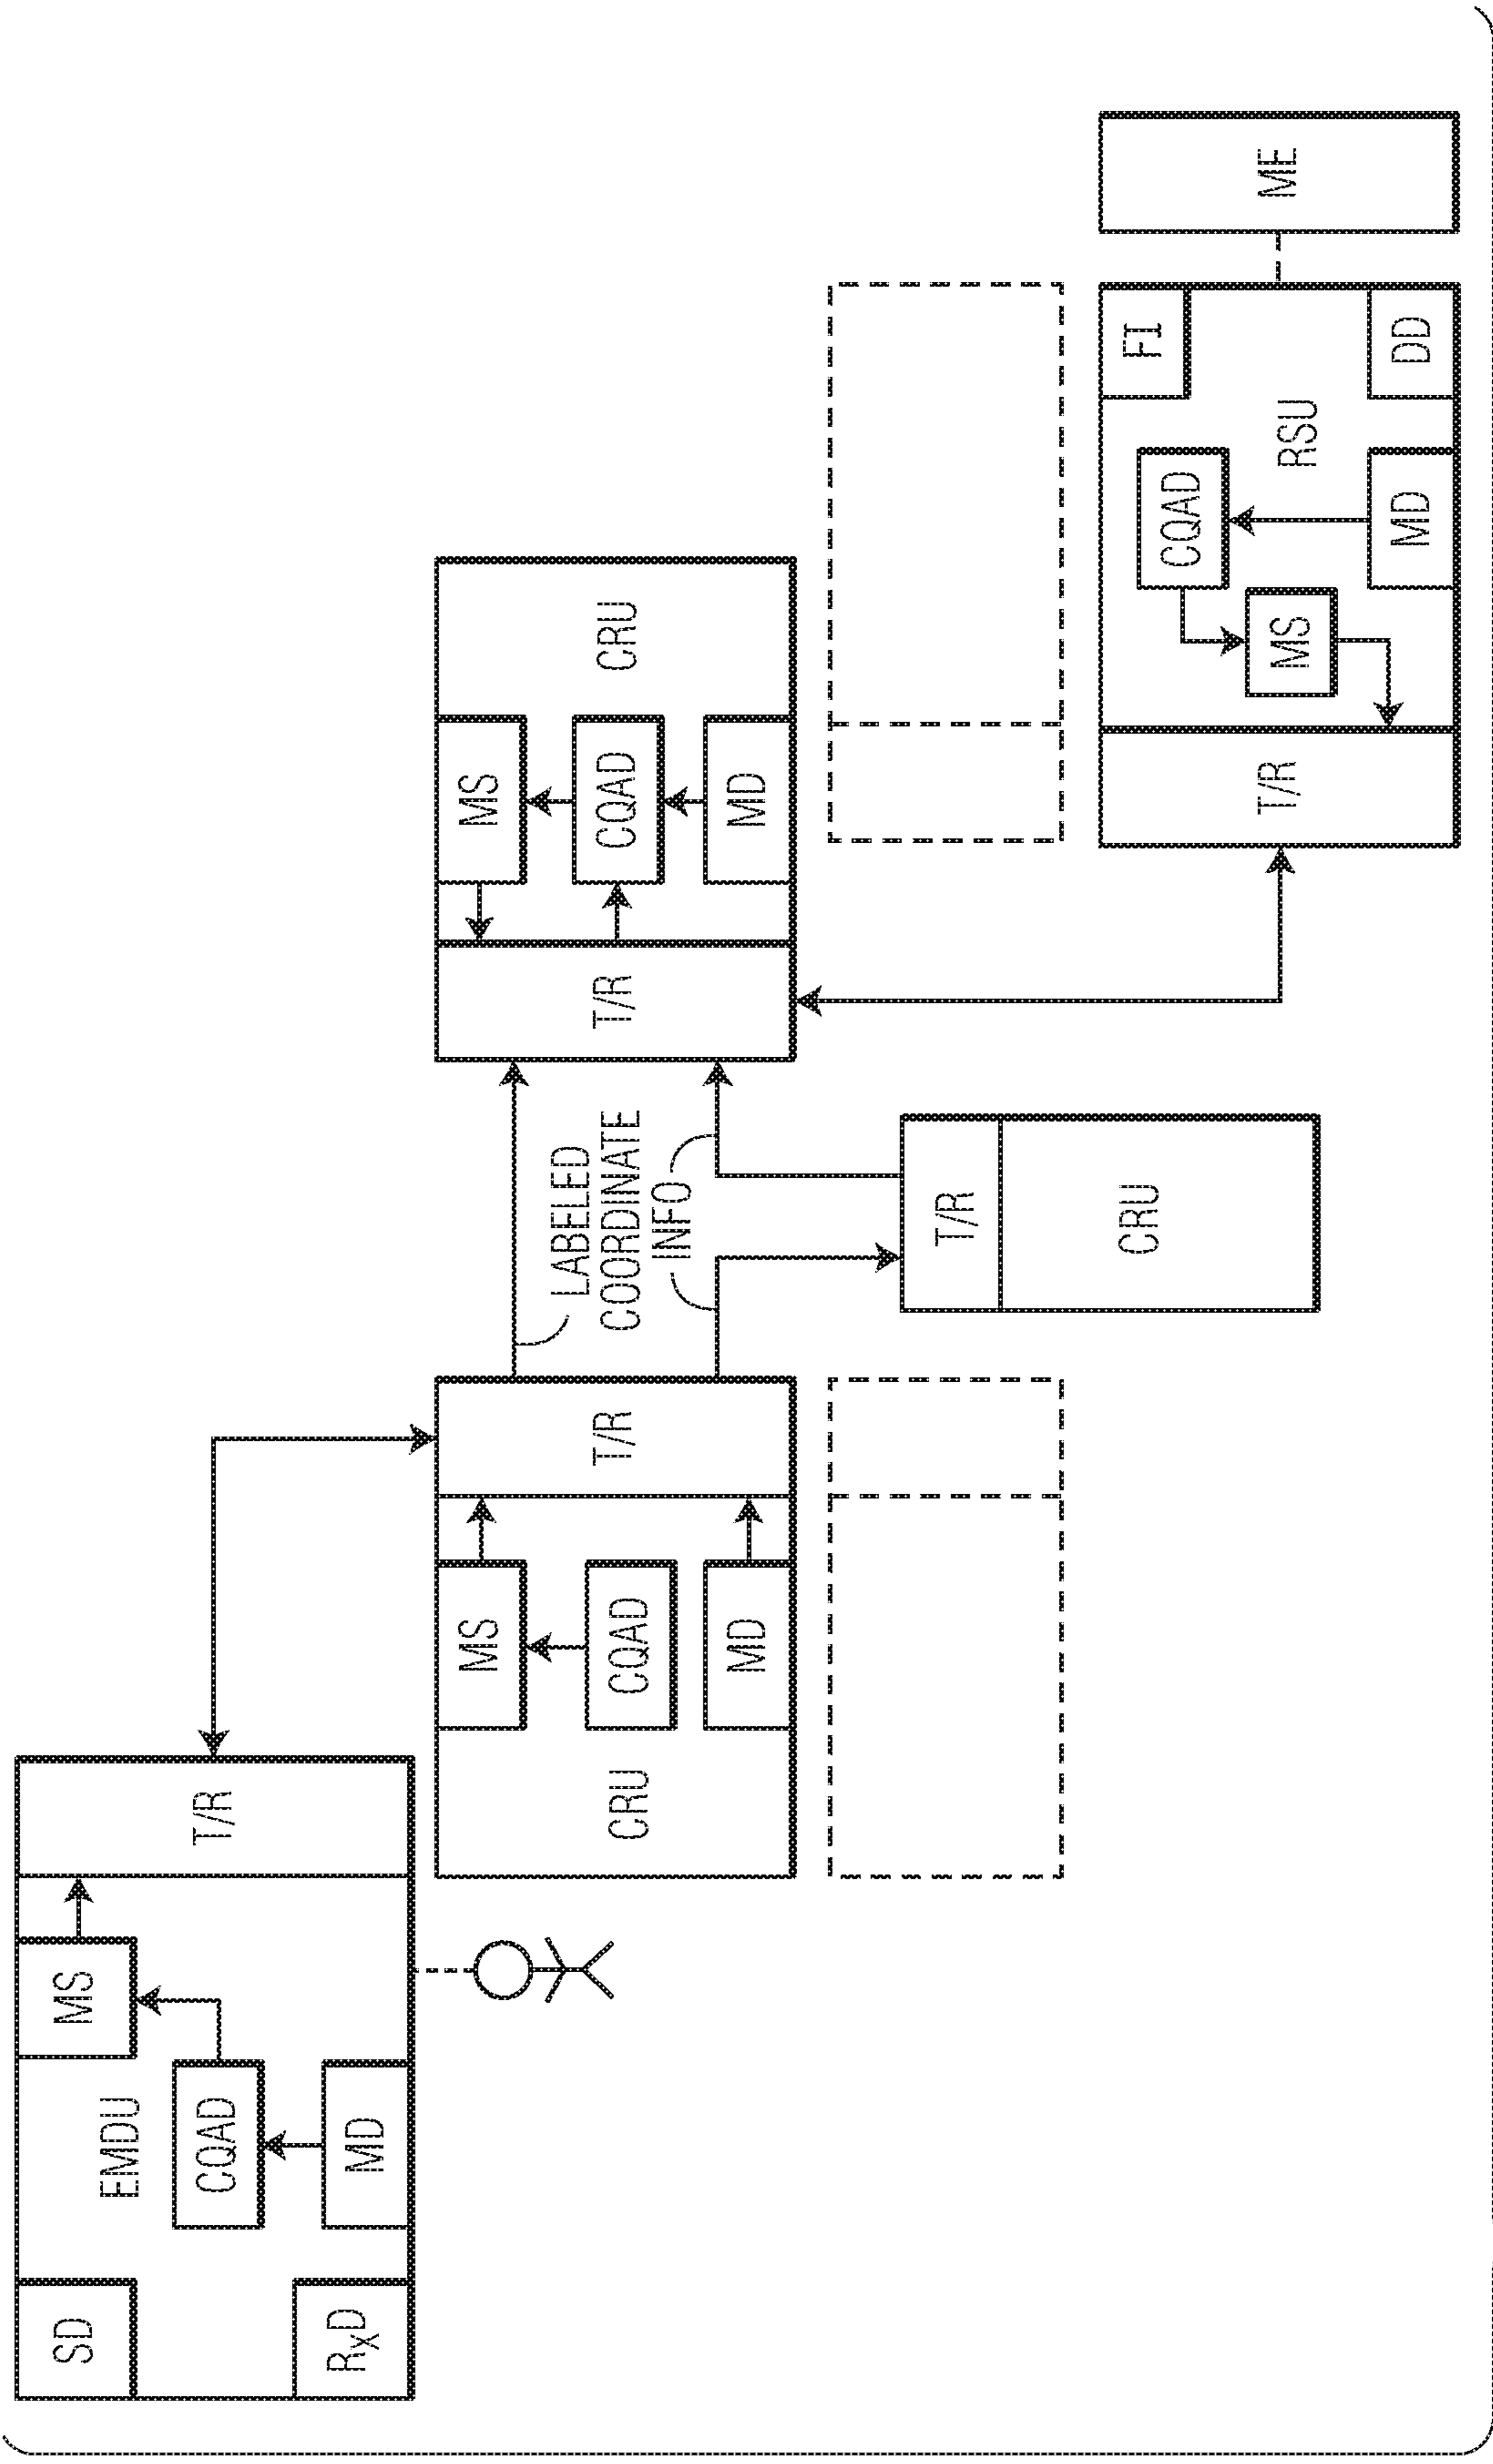 SD
RxD
EMDU
CQAD
MD
MS
T/R
CRU
MS
CQAD
MD
T/R
LABELED
COORDINATE
INFO
T/R
CRU
T/R
MS
CQAD
MD
CRU
T/R
MS
CQAD
MD
RSU
FI
DD
ME